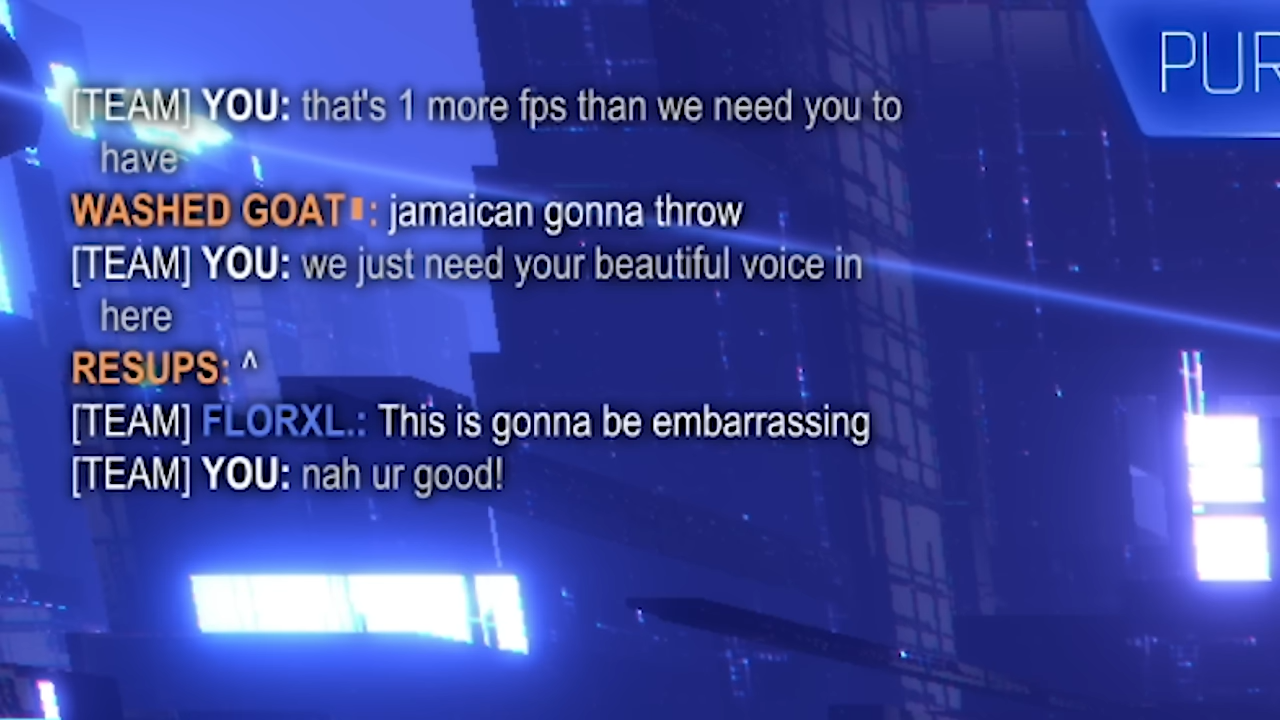 [TEAM] YOU: that's 1 more fps than we need you to
have
WASHED GOAT: jamaican gonna throw
[TEAM] YOU: we just need your beautiful voice in
here
RESUPS: ^
[TEAM] FLORXL.: This is gonna be embarrassing
[TEAM] YOU: nah ur good!
PUR